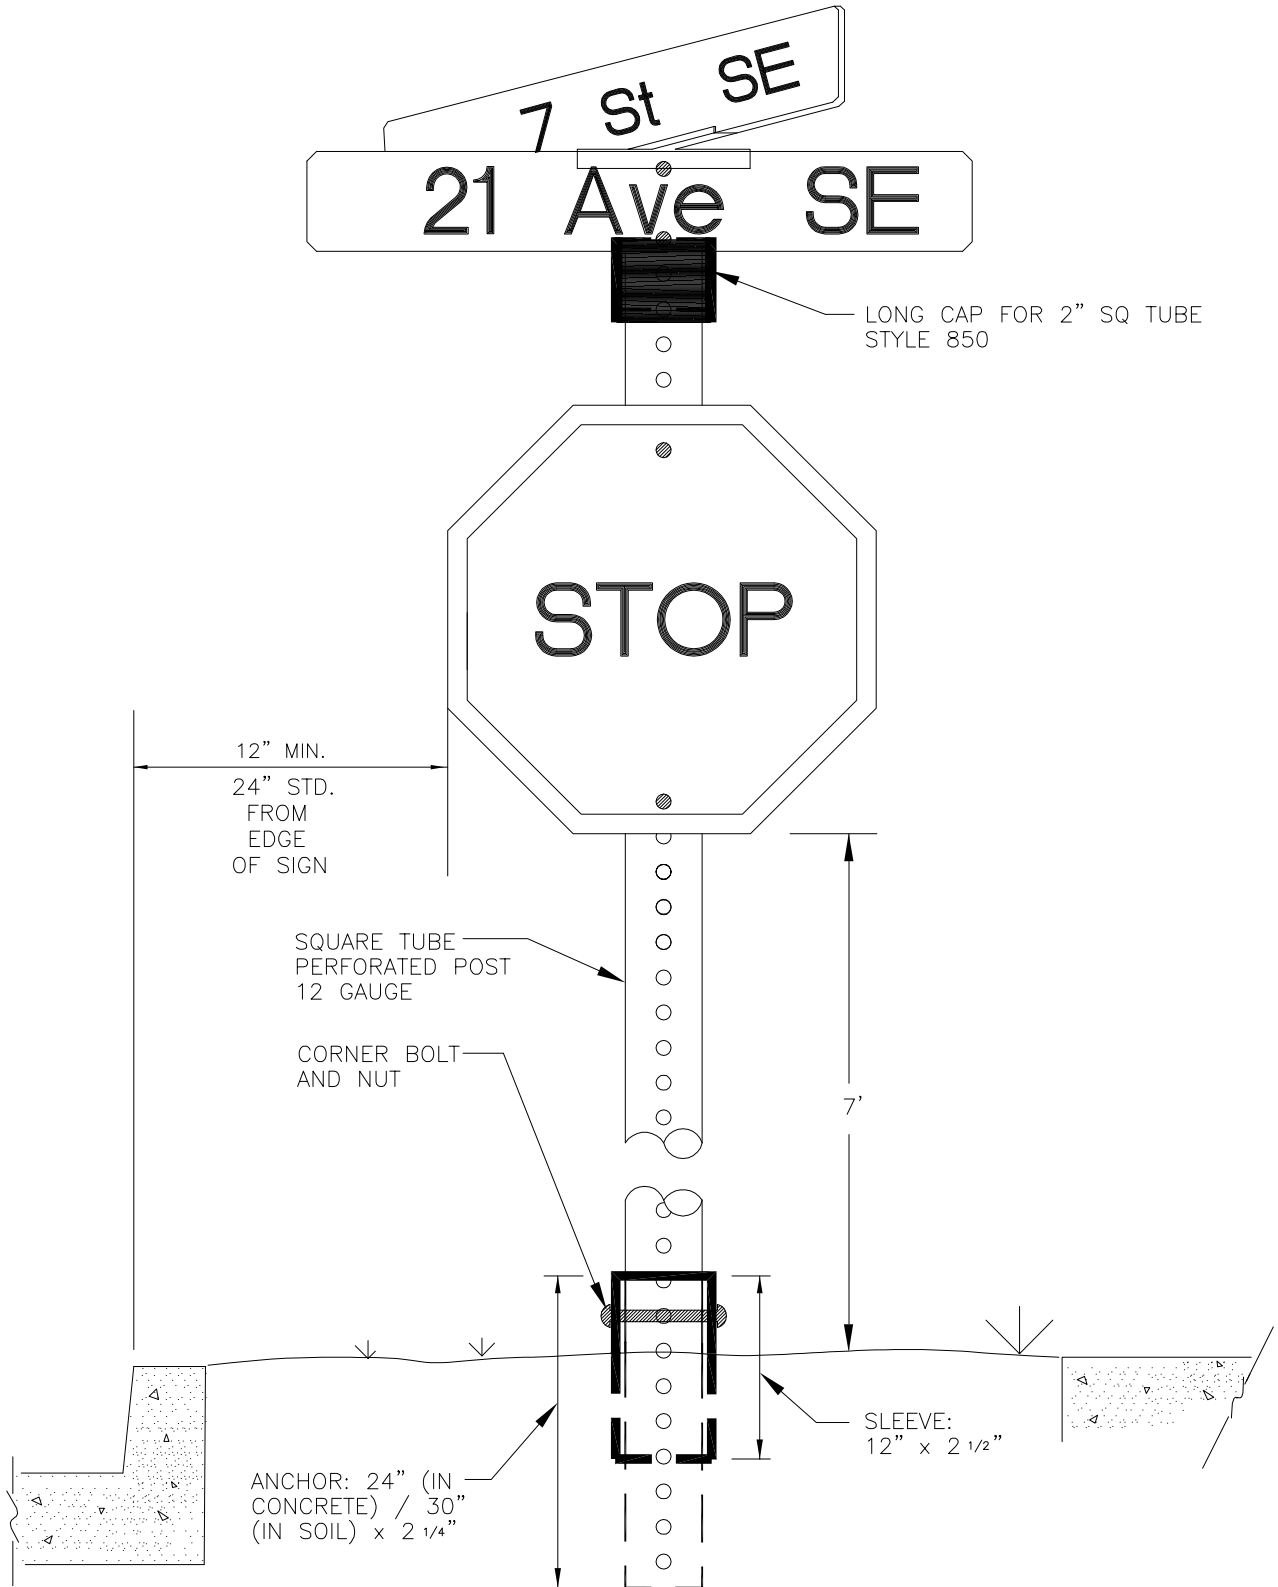 7 St SE
21 Ave SE
LONG CAP FOR 2" SQ TUBE
STYLE 850
STOP
12" MIN.
24" STD.
FROM
EDGE
OF SIGN
SQUARE TUBE
PERFORATED POST
12 GAUGE
CORNER BOLT
AND NUT
7'
SLEEVE:
12" x 2 1/2"
ANCHOR: 24" (IN
CONCRETE) / 30"
(IN SOIL) x 2 1/4"